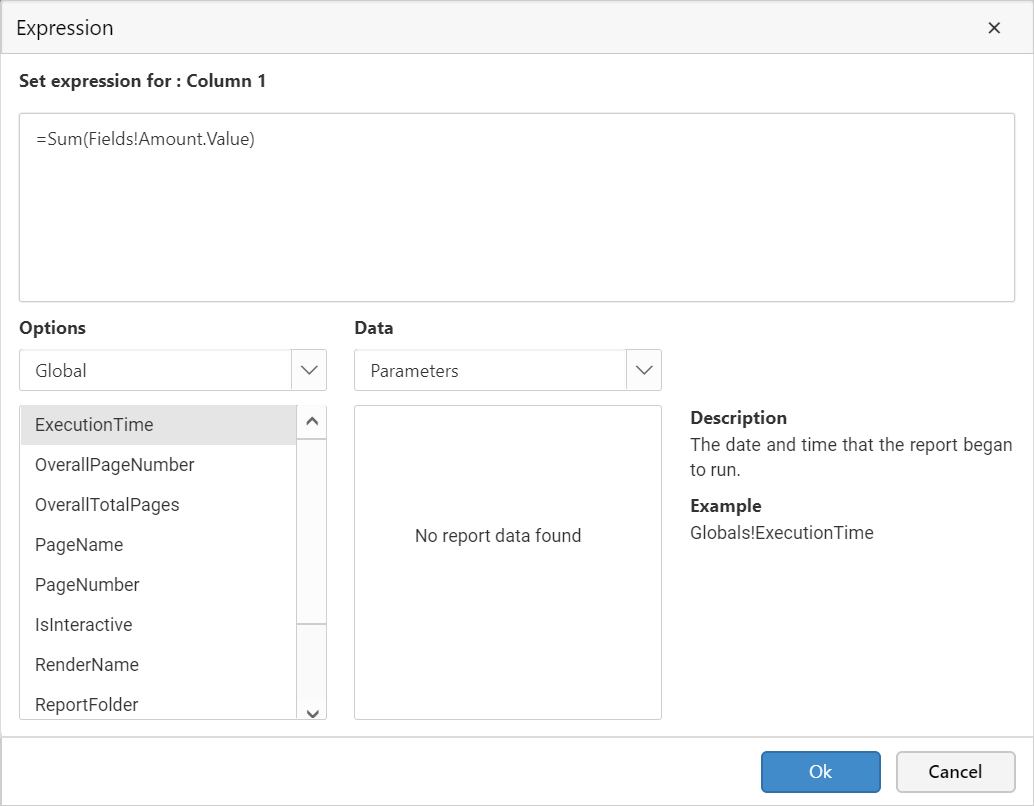 Expression
Set expression for : Column 1
=Sum(Fields!Amount.Value)
Options
Data
Global
Parameters
ExecutionTime
OverallPageNumber
OverallTotalPages
PageName
PageNumber
IsInteractive
RenderName
ReportFolder
No report data found
Description
The date and time that the report began
to run.
Example
Globals!ExecutionTime
Ok
Cancel